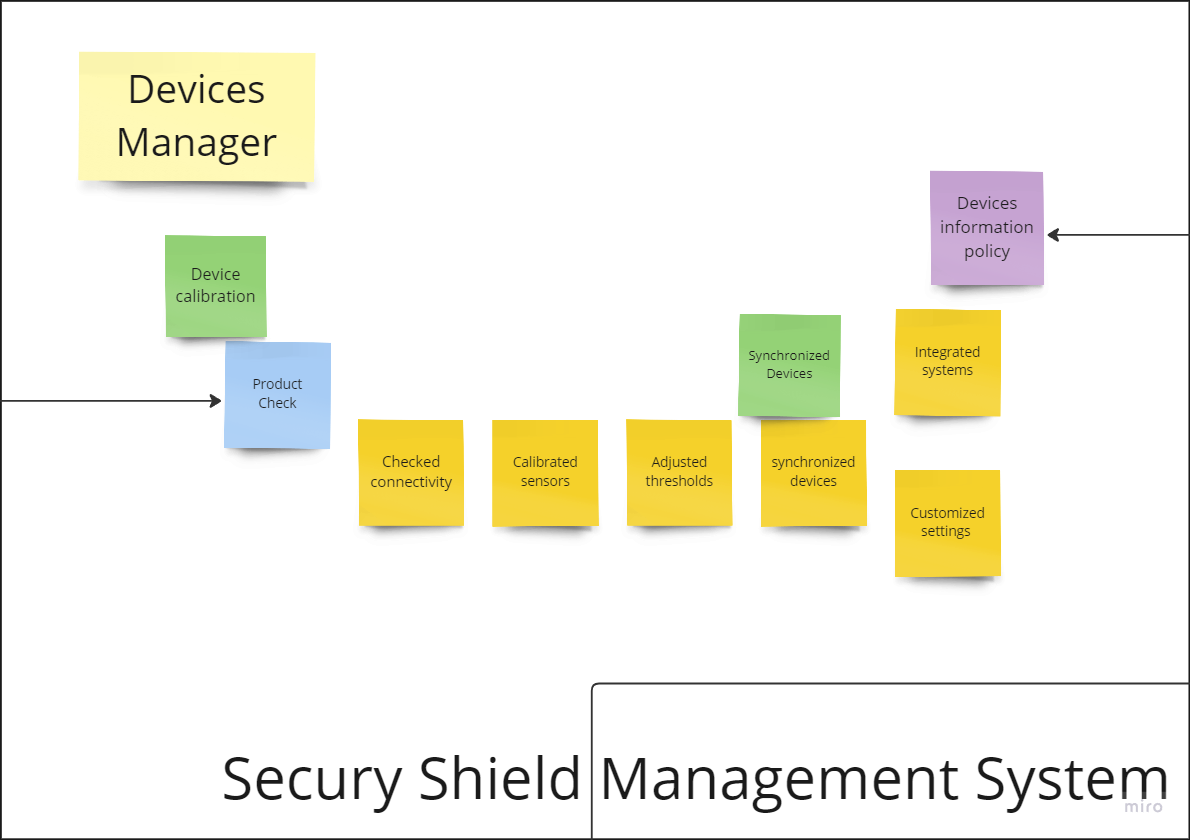 Devices
Manager
Device
calibration
Product
Check
Checked
connectivity
Calibrated
sensors
Adjusted
thresholds
Synchronized
Devices
synchronized
devices
Devices
information
policy
Integrated
systems
Customized
settings
Secury Shield Management System
miro